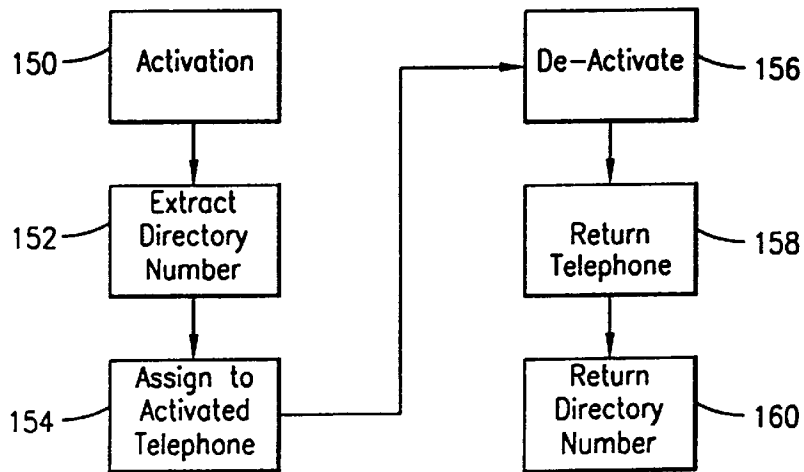 150
Activation
152
Extract
Directory
Number
154
Assign to
Activated
Telephone
De-Activate
156
Return
Telephone
158
Return
Directory
Number
160